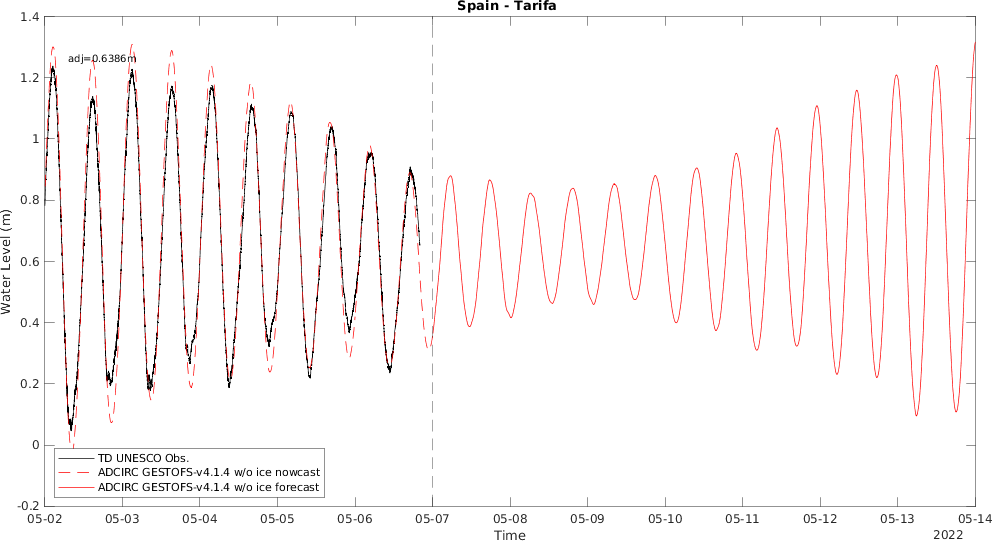 Spain - Tarifa
1.4
adj=0.6386m
1.2
1
0.8
0.6
0.4
0.2
0
-0.2
Water Level (m)
TD UNESCO Obs.
ADCIRC GESTOFS-v4.1.4 w/o ice nowcast
ADCIRC GESTOFS-v4.1.4 w/o ice forecast
05-02 05-03 05-04 05-05 05-06 05-07 05-08 05-09 05-10 05-11 05-12 05-13 05-14
Time
2022